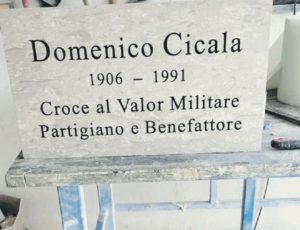 Domenico Cicala
1906 – 1991
Croce al Valor Militare
Partigiano e Benefattore